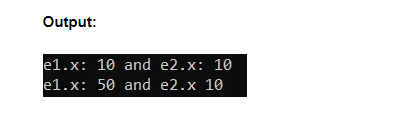 Output:
e1.x: 10 and e2.x: 10
e1.x: 50 and e2.x 10